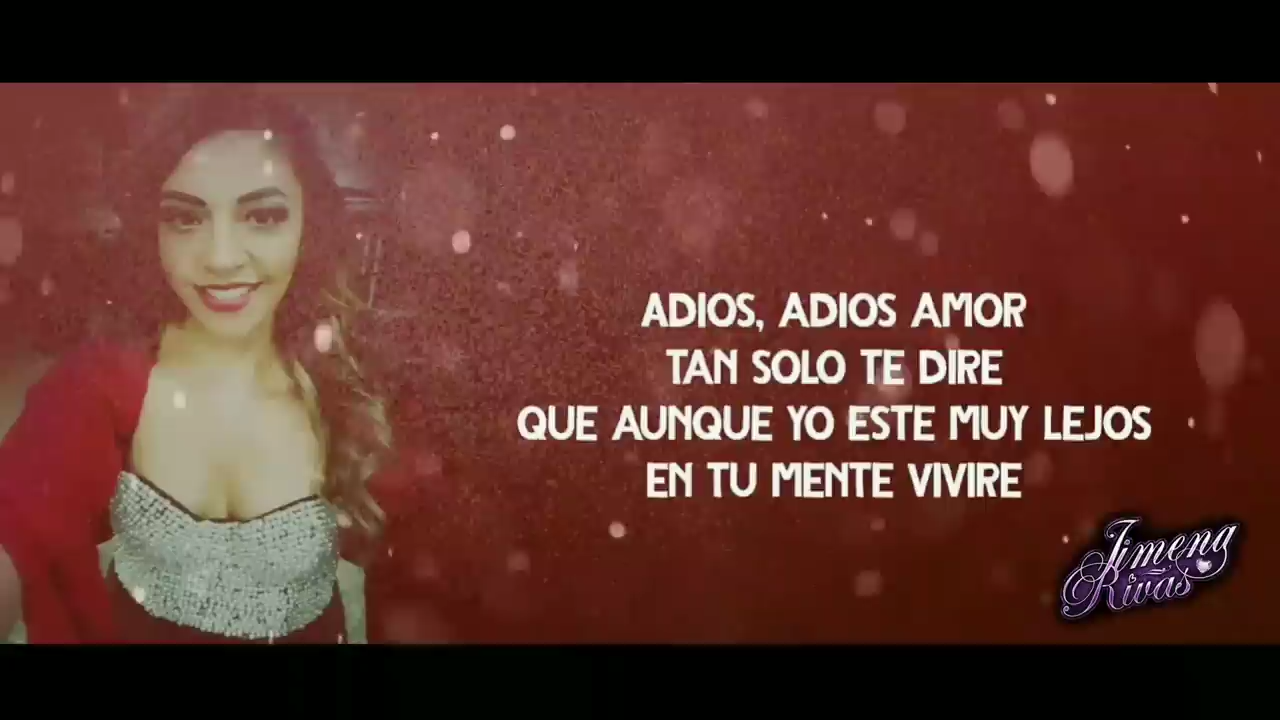 ADIOS, ADIOS AMOR
TAN SOLO TE DIRE
QUE AUNQUE YO ESTE MUY LEJOS
EN TU MENTE VIVIRE
Jimena
Rivas